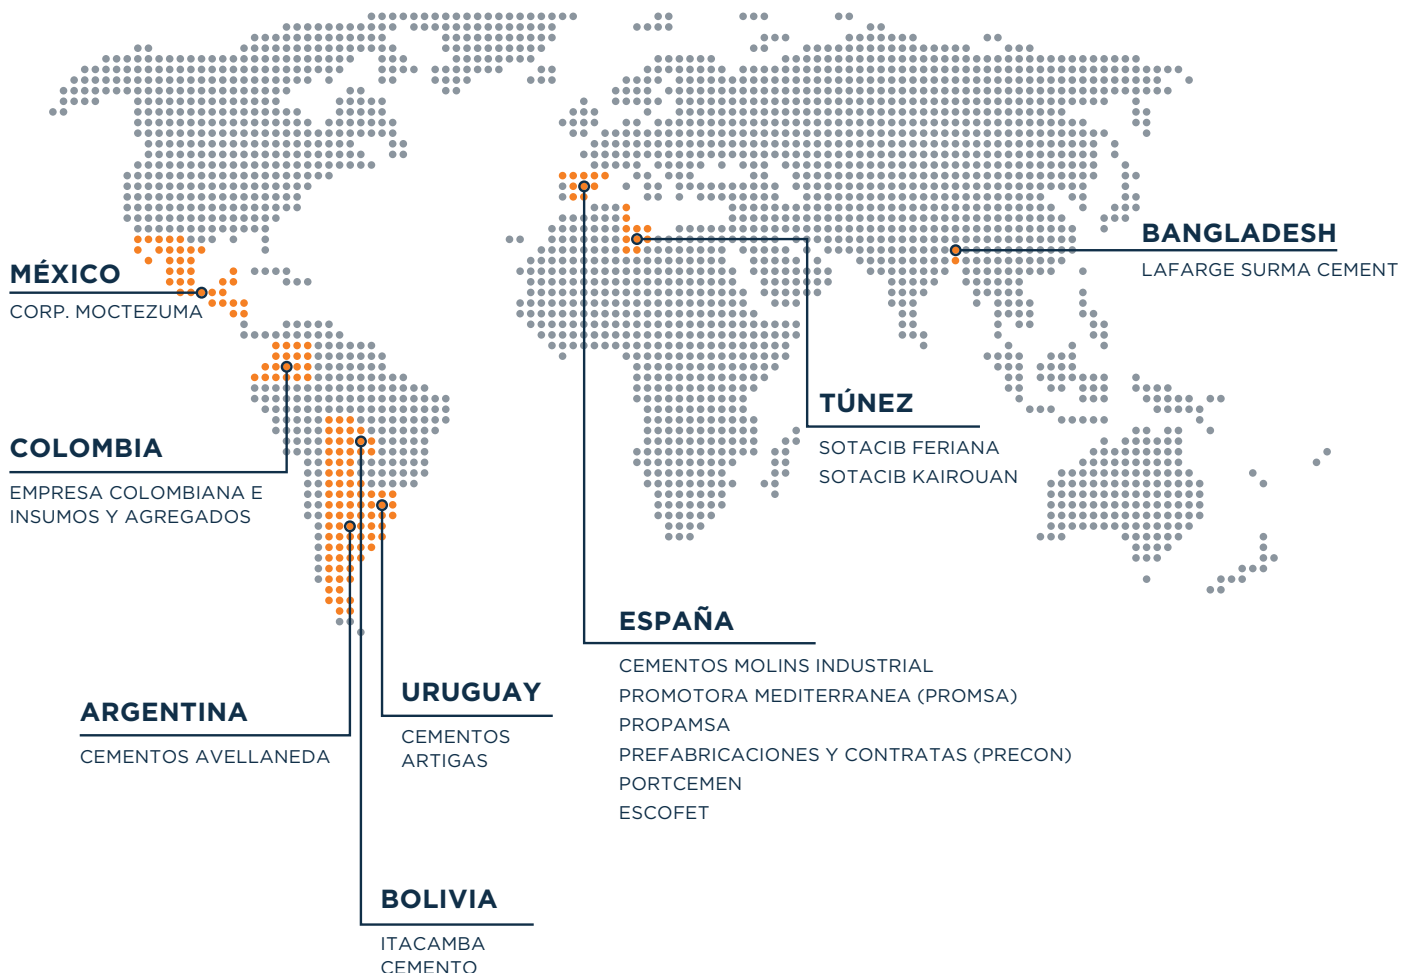 MÉXICO
CORP. MOCTEZUMA
COLOMBIA
EMPRESA COLOMBIANA E
INSUMOS Y AGREGADOS
ARGENTINA
CEMENTOS AVELLANEDA
BOLIVIA
ITACAMBA
CEMENTO
URUGUAY
CEMENTOS
ARTIGAS
ESPAÑA
CEMENTOS MOLINS INDUSTRIAL
PROMOTORA MEDITERRANEA (PROMSA)
PROPAMSA
PREFABRICACIONES Y CONTRATAS (PRECON)
PORTCEMEN
ESCOFET
TÚNEZ
SOTACIB FERIANA
SOTACIB KAIROUAN
BANGLADESH
LAFARGE SURMA CEMENT